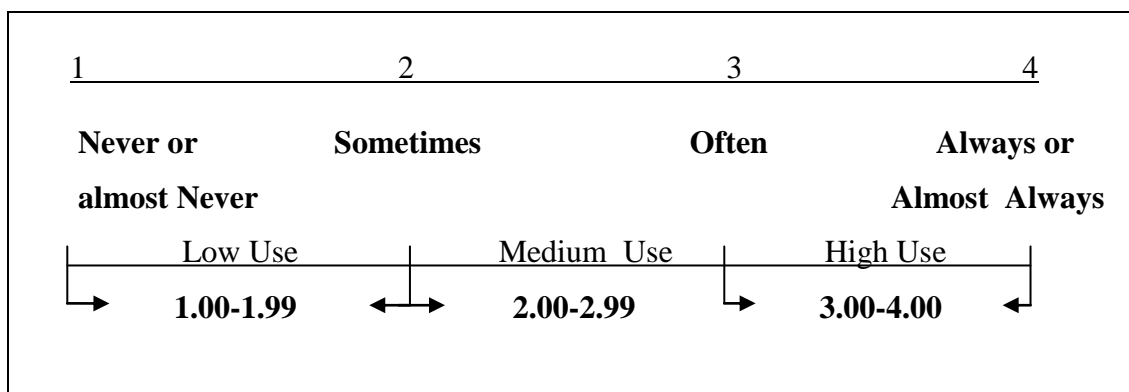 1 2 3 4
Never or Sometimes Often Always or
almost Never Almost Always
Low Use Medium Use High Use
1.00-1.99 2.00-2.99 3.00-4.00